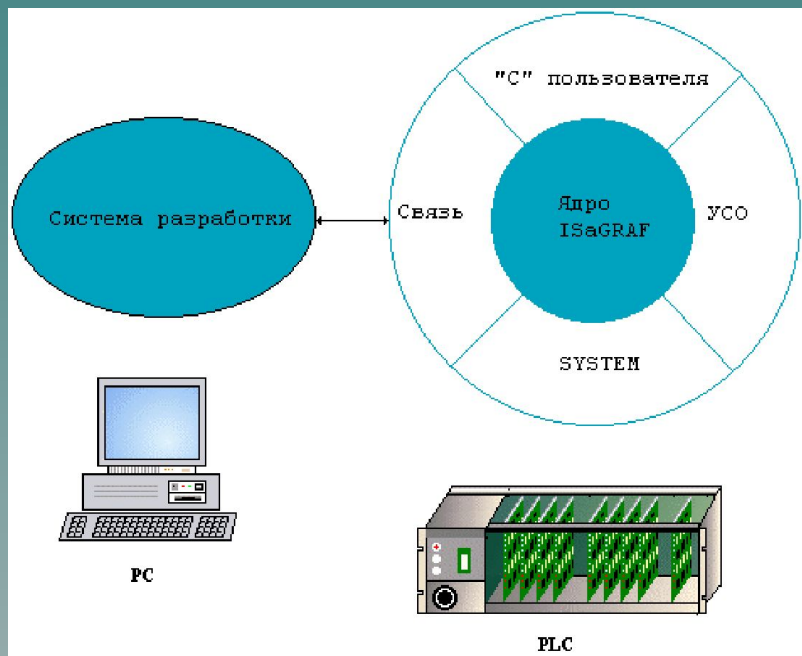 "С" пользователя
Система разработки
Связь
Ядро
ISaGRAF
УСО
SYSTEM
PC
PLC